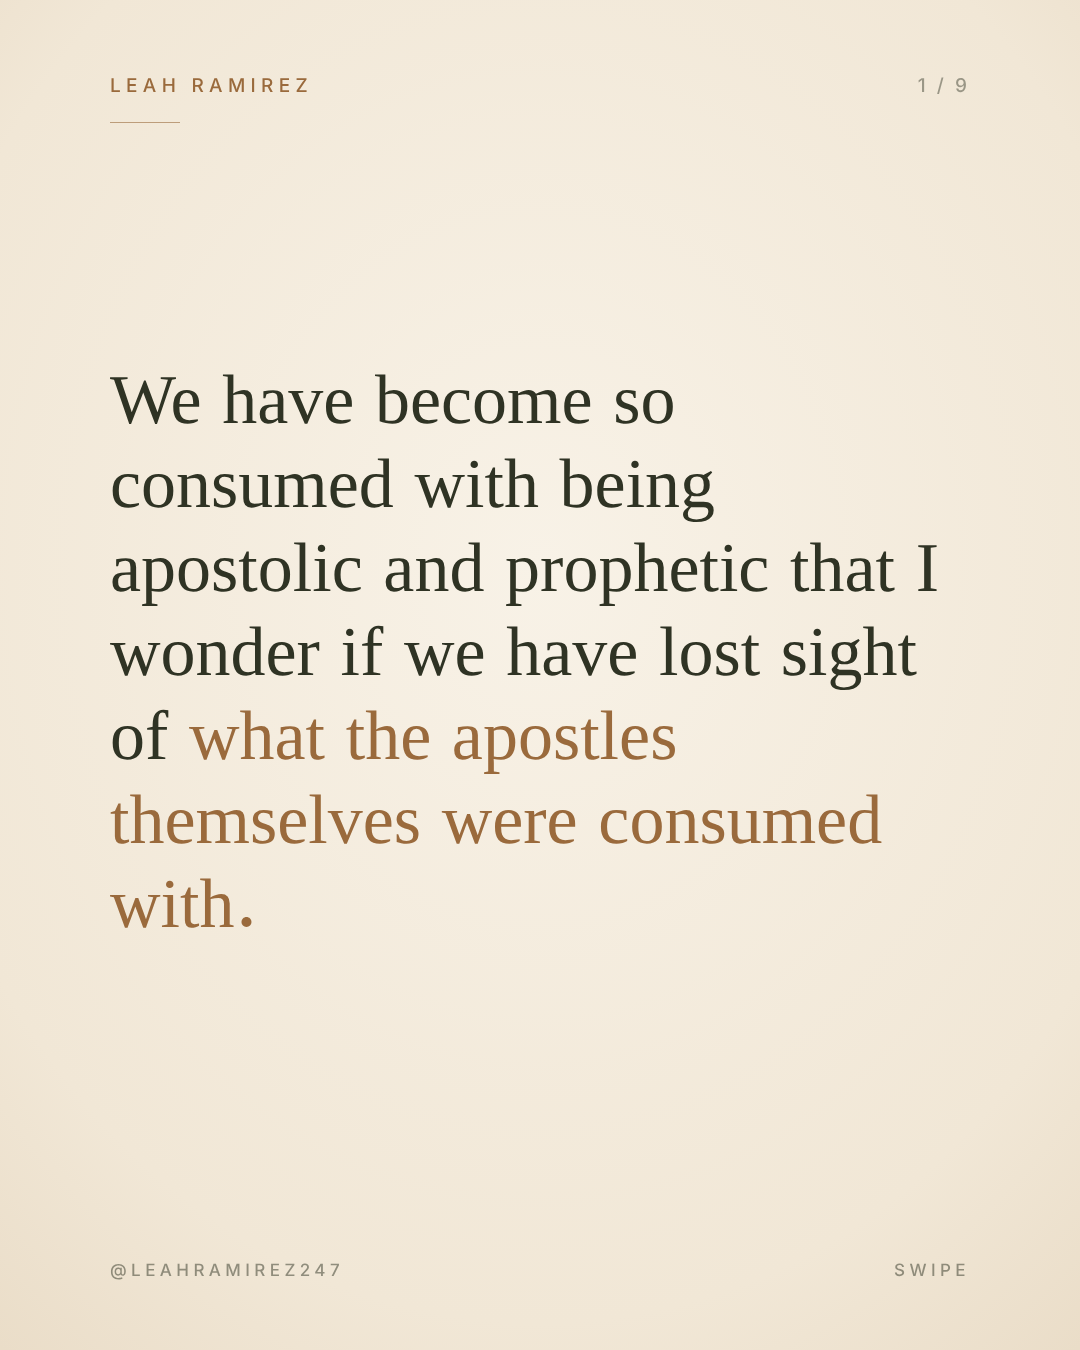 LEAH RAMIREZ
1 / 9
We have become so
consumed with being
apostolic and prophetic that I
wonder if we have lost sight
of what the apostles
themselves were consumed
with.
@LEAHRAMIREZ247
SWIPE